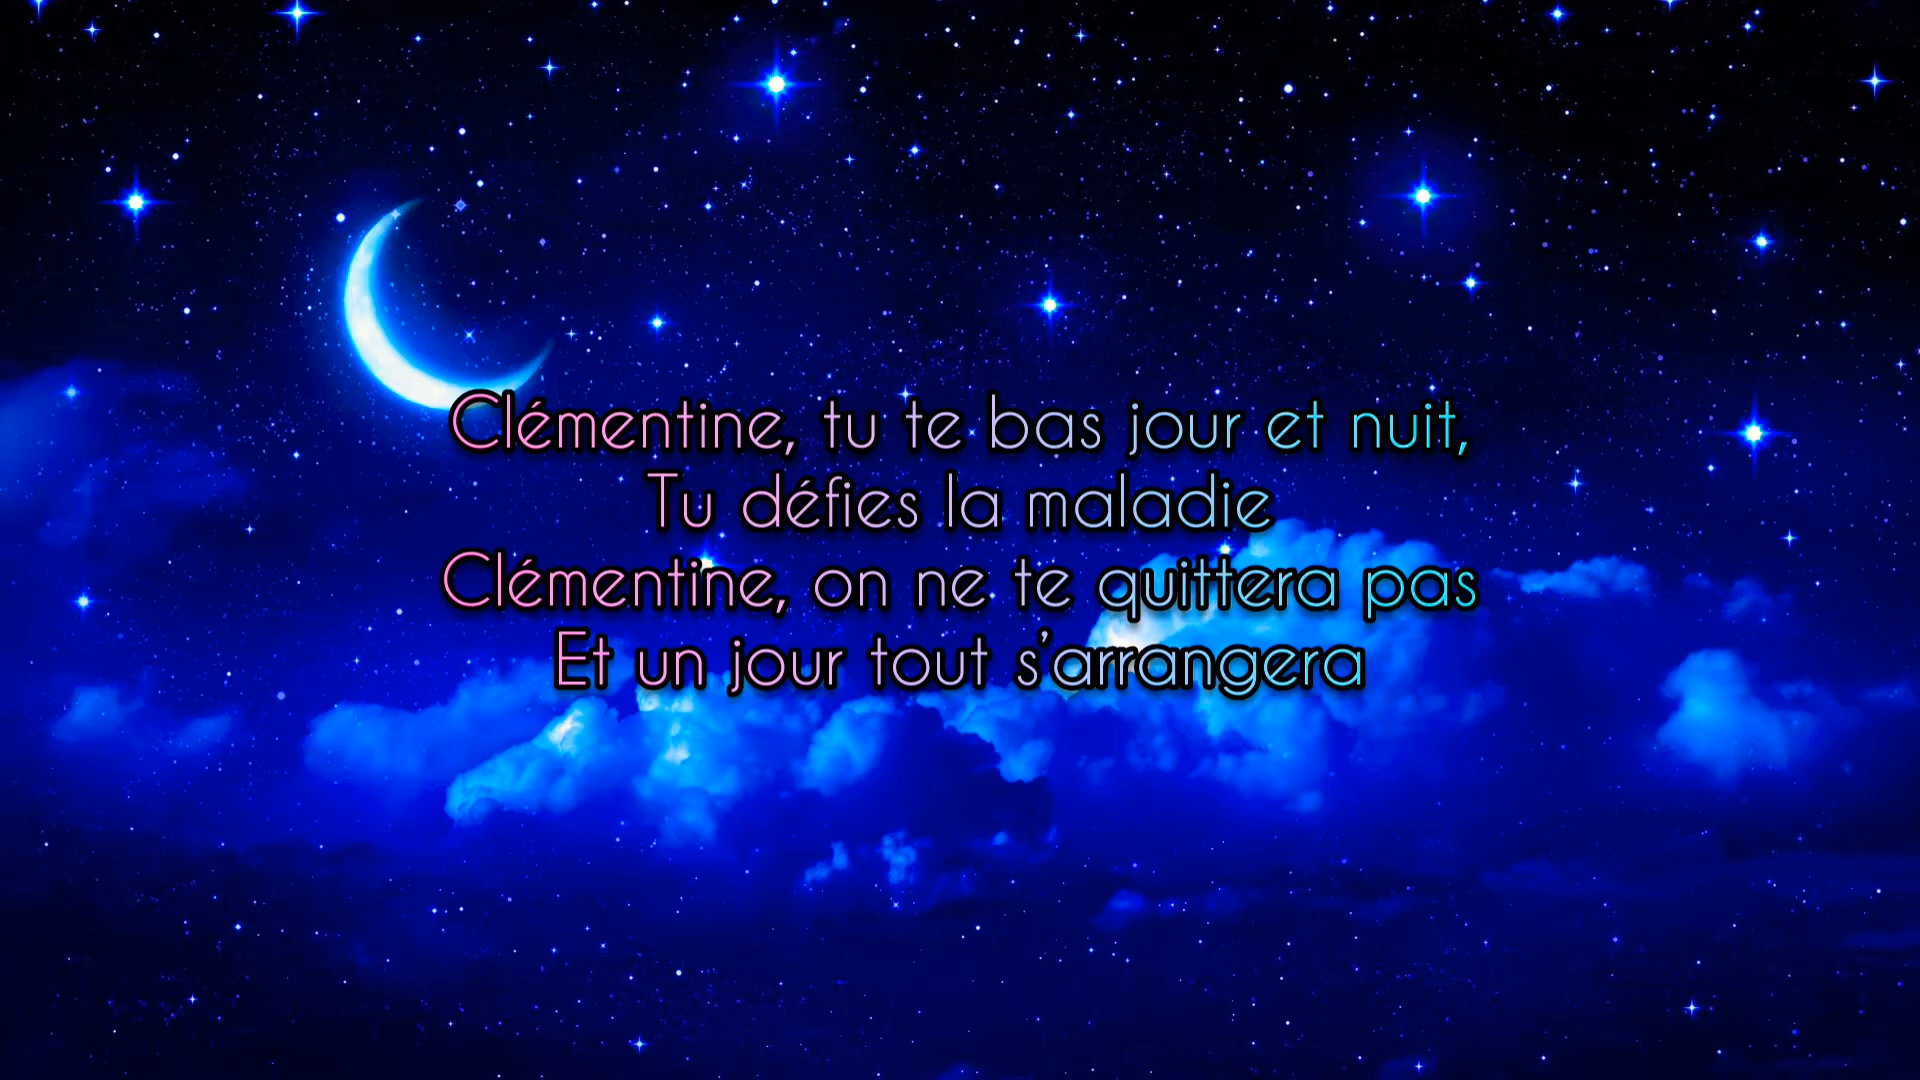 Clémentine, tu te bas jour et nuit,
Tu défies la maladie
Clémentine, on ne te quittera pas
Et un jour tout s'arrangera